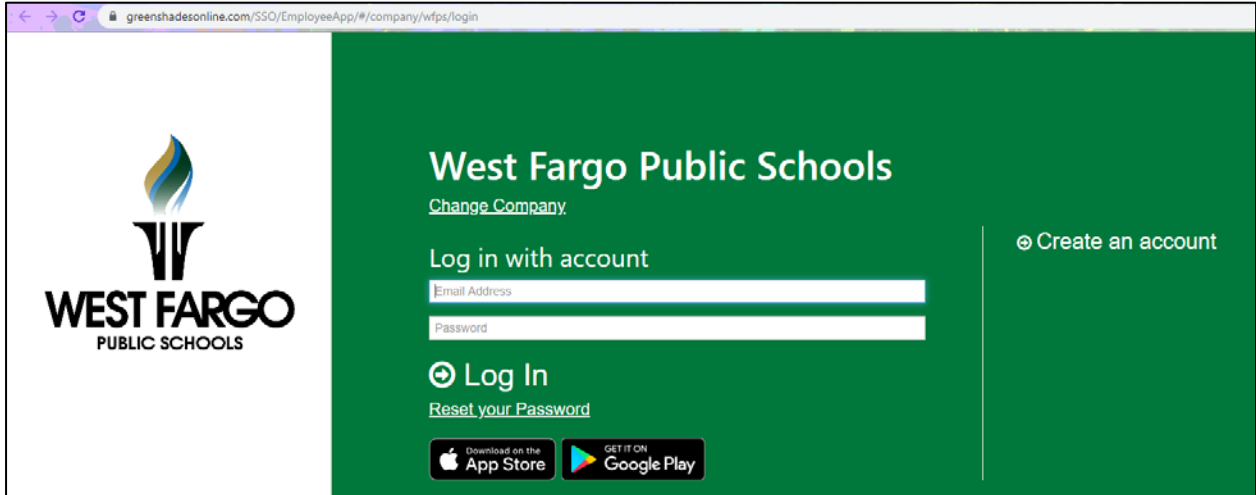 greenshadesonline.com/SSO/EmployeeApp/#/company/wfps/login
WEST FARGO
PUBLIC SCHOOLS
West Fargo Public Schools
Change Company
Log in with account
Email Address
Password
Log In
Reset your Password
Download on the
App Store
GET IT ON
Google Play
Create an account